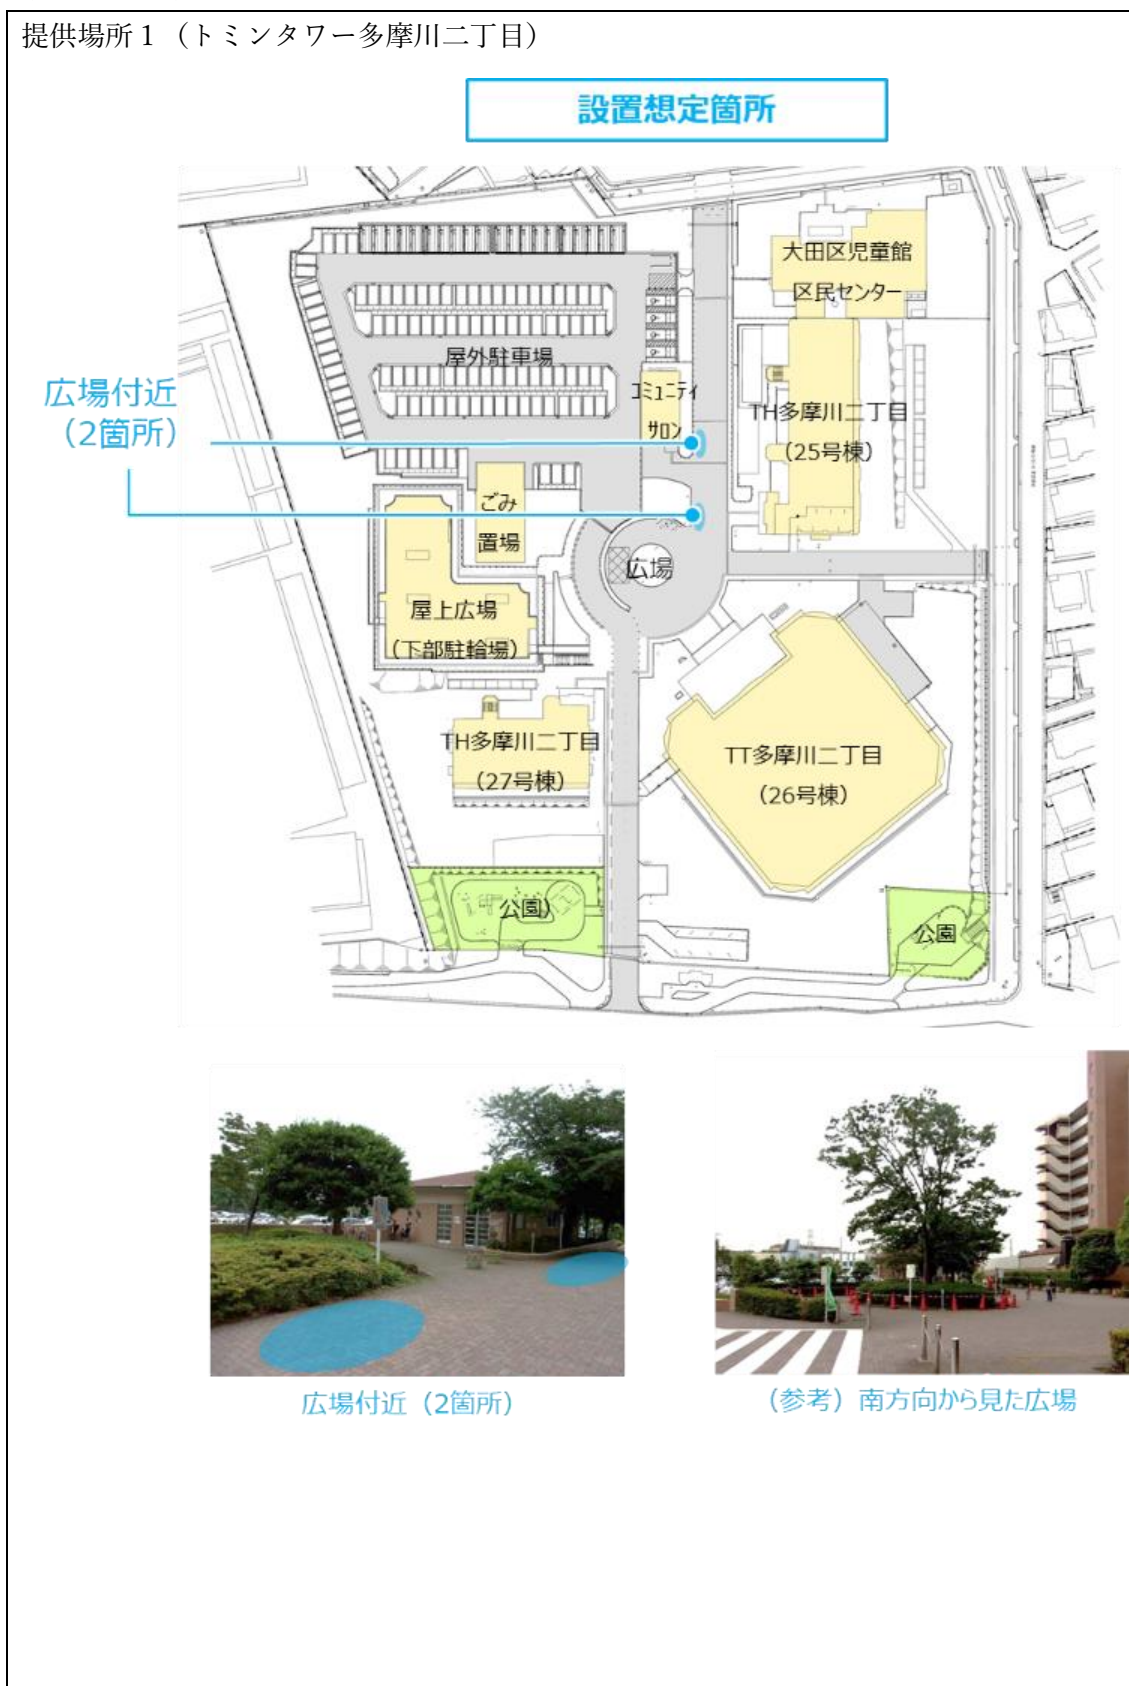 提供場所１（トミンタワー多摩川二丁目）
設置想定箇所
大田区児童館
区民センター
屋外駐車場
広場付近
（2箇所）
コミュニティ
サロン
TH多摩川二丁目
（25号棟）
ごみ
置場
広場
屋上広場
（下部駐輪場）
TH多摩川二丁目
（27号棟）
TT多摩川二丁目
（26号棟）
公園）
公園
広場付近（2箇所）
（参考）南方向から見た広場